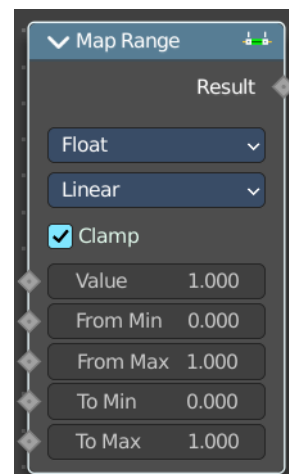 Map Range
Result
Float
Linear
Clamp
Value 1.000
From Min 0.000
From Max 1.000
To Min 0.000
To Max 1.000